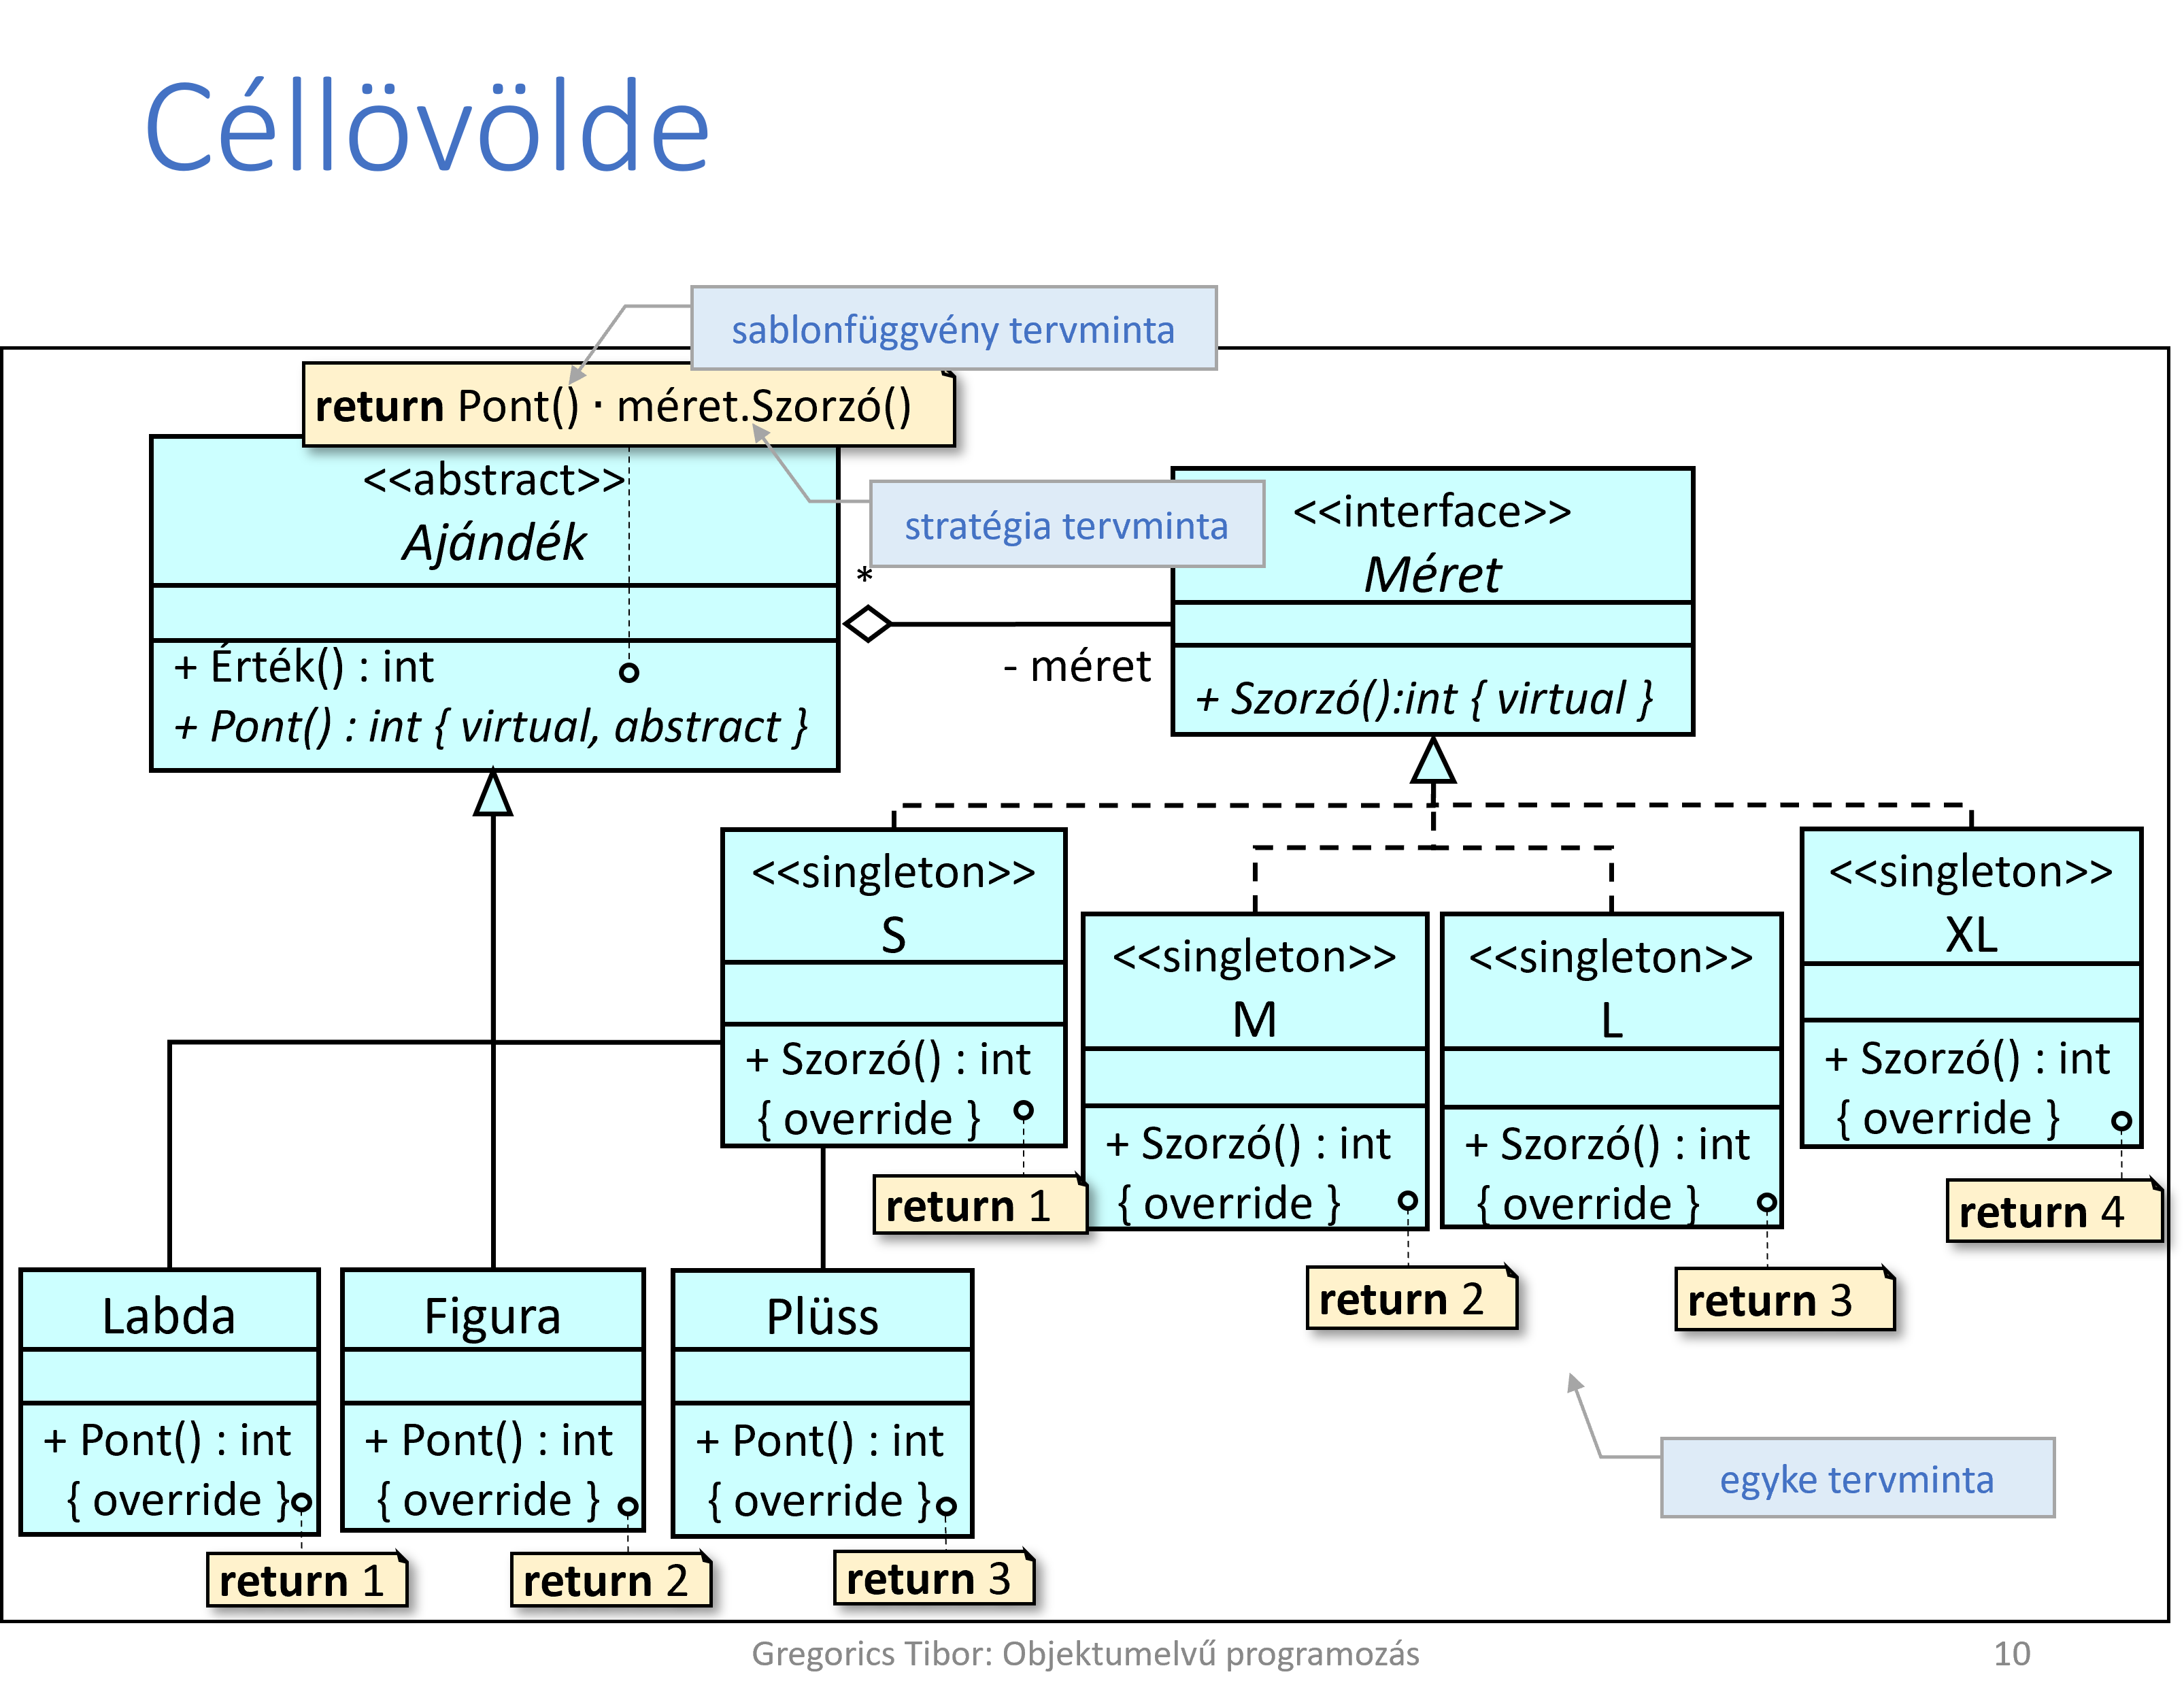 Céllövölde
sablonfüggvény tervminta
return Pont() · méret.Szorzó()
<<abstract>>
Ajándék
+ Érték() : int
+ Pont() : int { virtual, abstract }
stratégia tervminta
*
- méret
<<interface>>
Méret
+ Szorzó():int { virtual }
<<singleton>>
S
+ Szorzó() : int
{ override }
return 1
<<singleton>>
M
+ Szorzó() : int
{ override }
return 2
<<singleton>>
L
+ Szorzó() : int
{ override }
return 3
<<singleton>>
XL
+ Szorzó() : int
{ override }
return 4
Labda
+ Pont() : int
{ override }
return 1
Figura
+ Pont() : int
{ override }
return 2
Plüss
+ Pont() : int
{ override }
return 3
egyke tervminta
Gregorics Tibor: Objektumelvű programozás
10